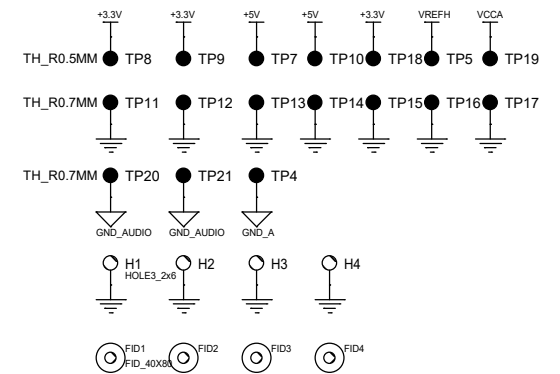 +3.3V +3.3V +5V +5V +3.3V VREFH VCCA
TH_R0.5MM TP8 TP9 TP7 TP10 TP18 TP5 TP19
TH_R0.7MM TP11 TP12 TP13 TP14 TP15 TP16 TP17
TH_R0.7MM TP20 TP21 TP4
GND_AUDIO GND_AUDIO GND_A
H1 H2 H3 H4
HOLE3_2x6
FID1 FID2 FID3 FID4
FID_40X80